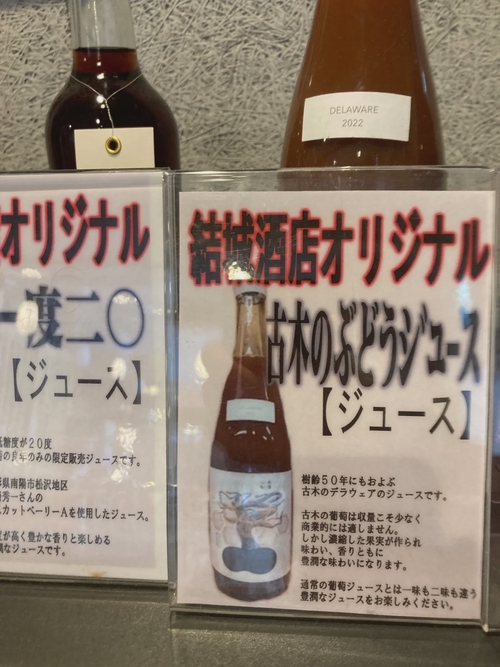 DELAWARE
2022
オリジナル
一度二〇
【ジュース】
糖度が20度
年のみの限定販売ジュースです。
県南陽市松沢地区
秀一さんの
スカットベーリーAを使用したジュース。
が高く豊かな香りと楽しめる
なジュースです。
結城酒店オリジナル
古木のぶどうジュース
【ジュース】
DELAWARE
樹齢50年にもおよぶ
古木のデラウェアのジュースです。
古木の葡萄は収量こそ少なく
商業的には適しません。
しかし濃縮した果実が作られ
味わい、香りともに
豊潤な味わいになります。
通常の葡萄ジュースとは一味も二味も違う
豊潤なジュースをお楽しみください。